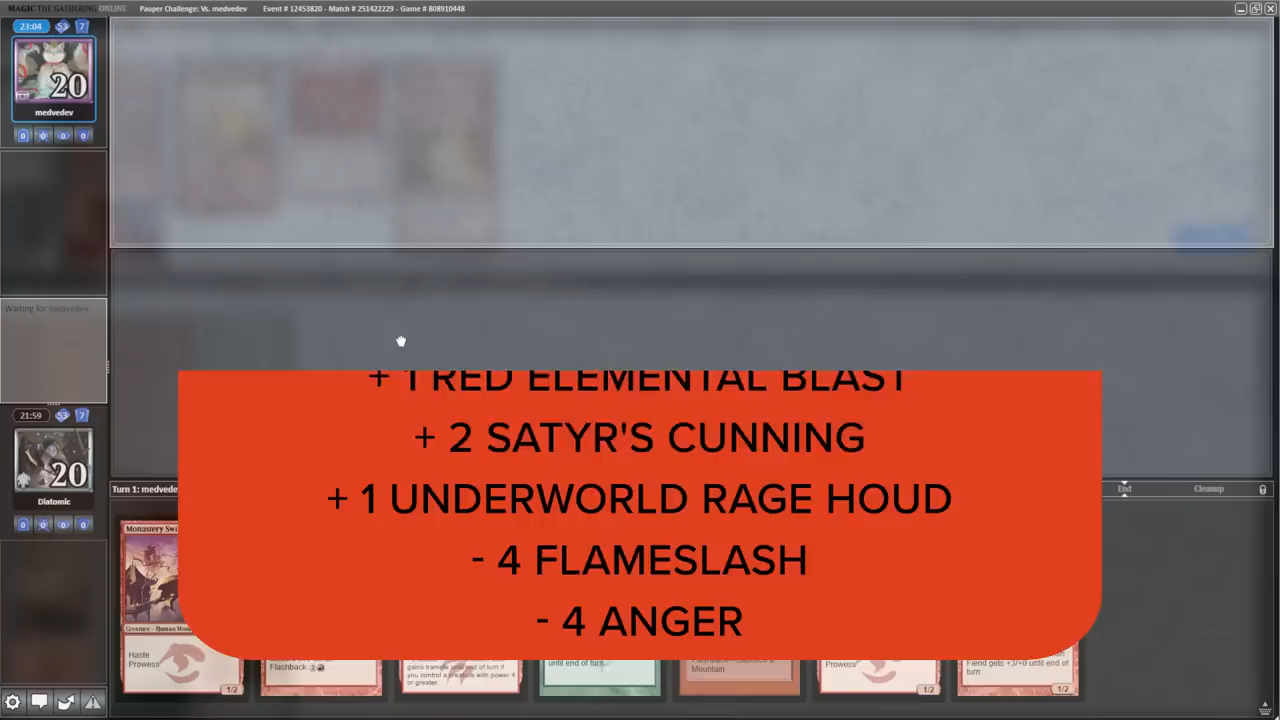 MAGIC THE GATHERING ONLINE Pauper Challenge: Vs. medvedev Event # 12453820 - Match # 251422229 - Game # 808910448
23:04 53 7
20
medvedev
0 0 0 0
Waiting for medvedev
21:59 53 7
20
Diatomic
0 0 0 0
Turn 1: medvede
End Cleanup
+ 1 RED ELEMENTAL BLAST
+ 2 SATYR'S CUNNING
+ 1 UNDERWORLD RAGE HOUD
- 4 FLAMESLASH
- 4 ANGER
Monastery Swi
Creature – Human Mon
Haste
Prowess
1/2
Flashback 2
gains trample until end of turn if
you control a creature with power 4
or greater.
until end of turn.
Mountain
Prowess
1/2
Fiend gets +3/+0 until end of
turn
1/2